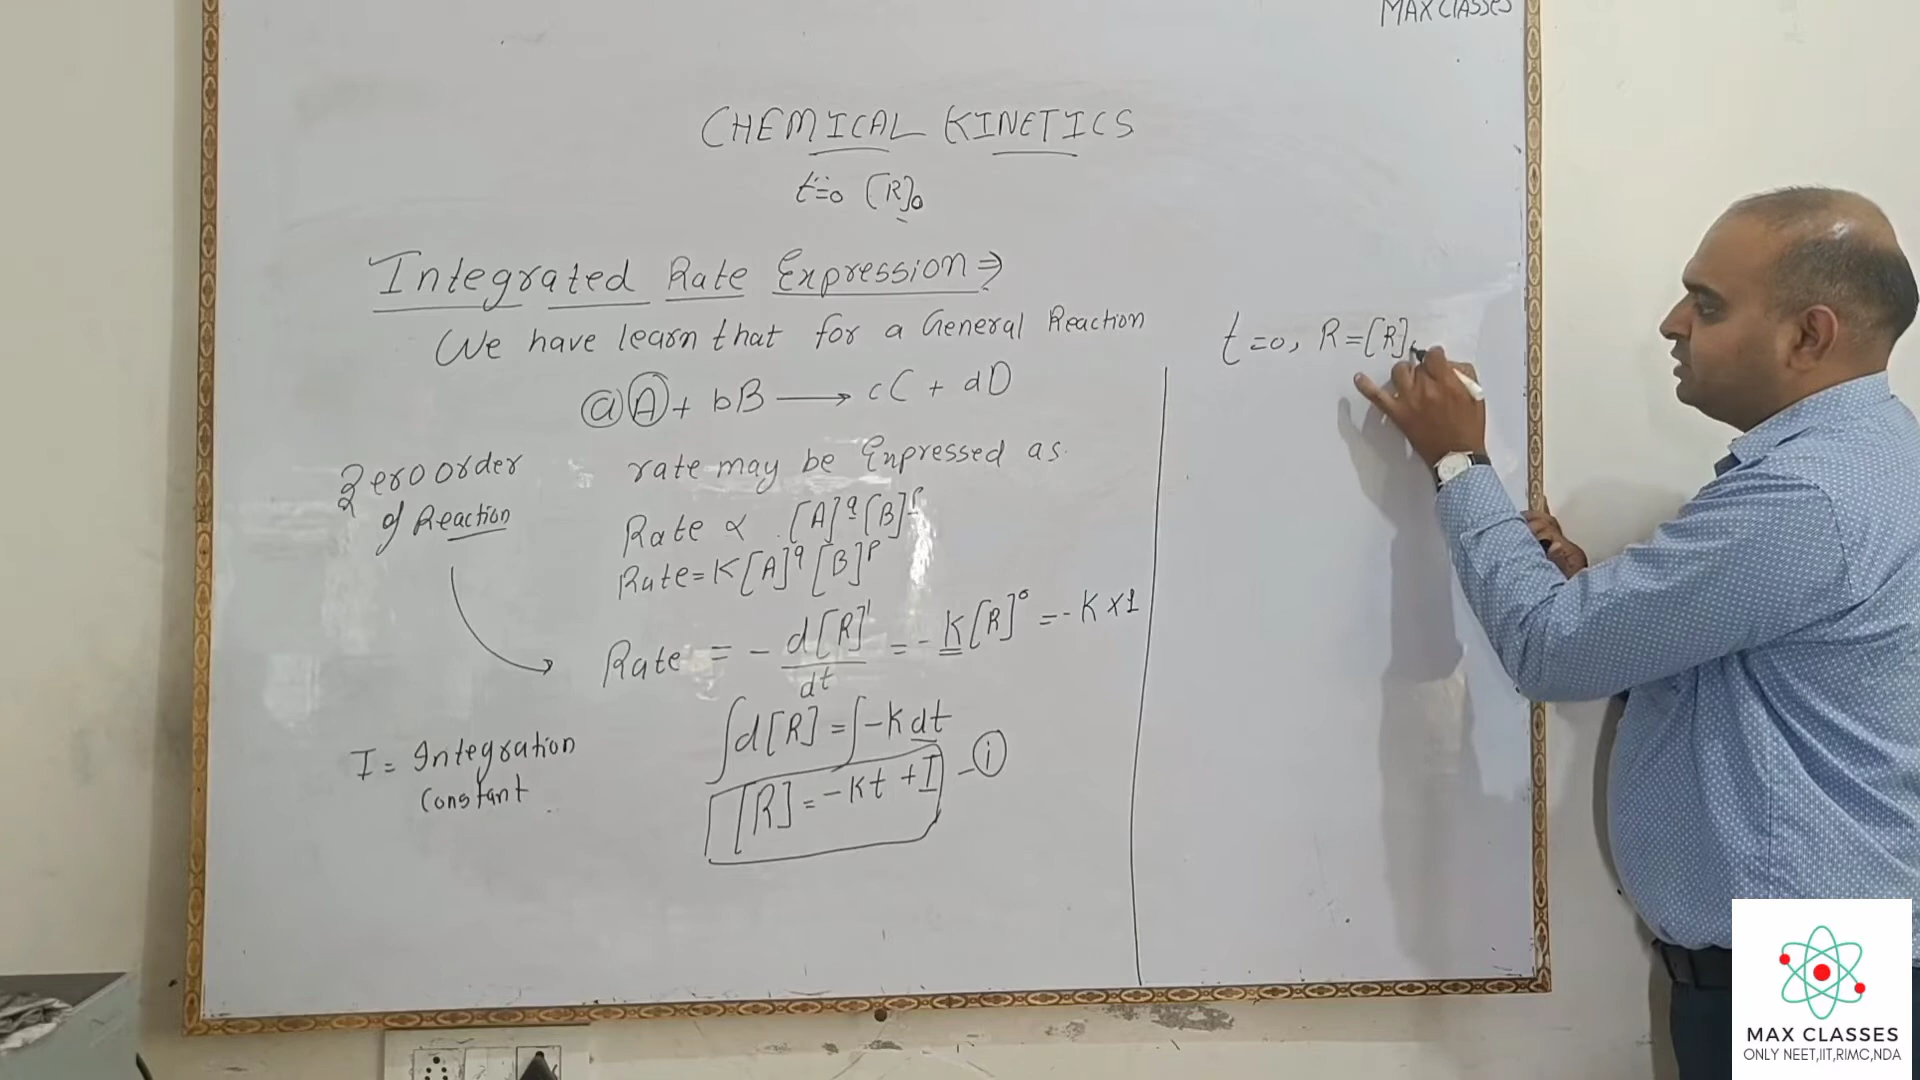 MAX CLASSES
CHEMICAL KINETICS
t=0 [R]₀
Integrated Rate Expression ⇒
We have learn that for a General Reaction
aA + bB ⟶ cC + dD
Zero order
of Reaction
rate may be Expressed as
Rate ∝ [A]^q [B]^p
Rate = K[A]^q [B]^p
Rate = - d[R]¹/dt = - K[R]⁰ = - K × 1
∫d[R] = ∫-K dt
[R] = -Kt + I - (i)
I = Integration
Constant
t=0, R=[R]₀
MAX CLASSES
ONLY NEET,IIT,RIMC,NDA